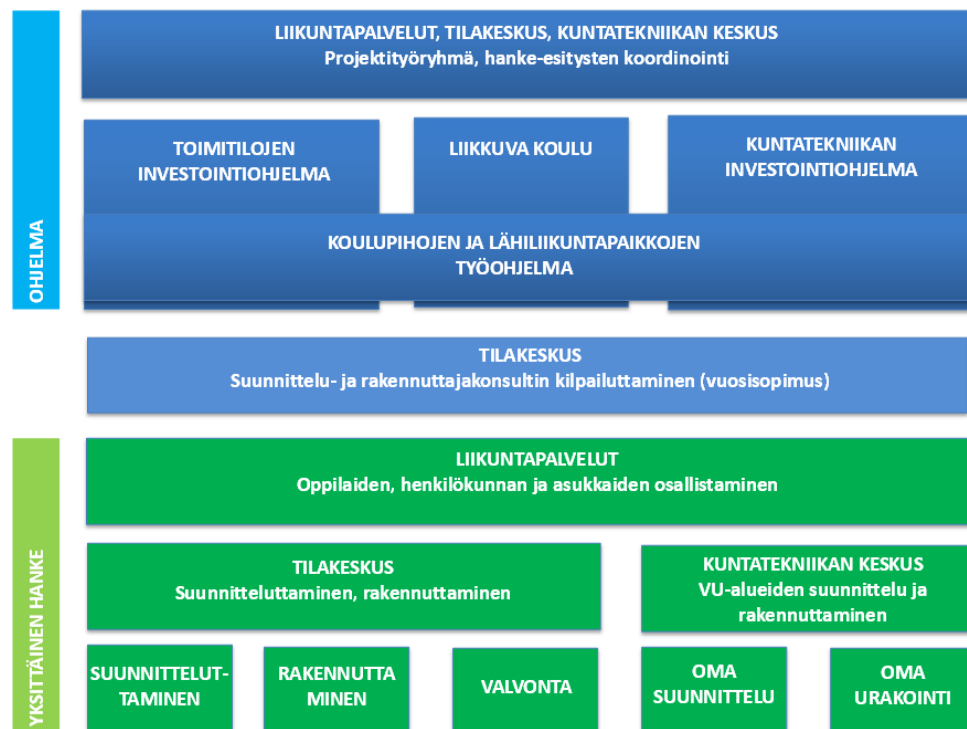 LIIKUNTAPALVELUT, TILAKESKUS, KUNTATEKNIIKAN KESKUS
Projektityöryhmä, hanke-esitysten koordinointi
TOIMITILOJEN
INVESTOINTIOHJELMA
LIIKKUVA KOULU
KUNTATEKNIIKAN
INVESTOINTIOHJELMA
KOULUPIHOJEN JA LÄHILIIKUNTAPAIKKOJEN
TYÖOHJELMA
OHJELMA
TILAKESKUS
Suunnittelu- ja rakennuttajakonsultin kilpailuttaminen (vuosisopimus)
LIIKUNTAPALVELUT
Oppilaiden, henkilökunnan ja asukkaiden osallistaminen
TILAKESKUS
Suunnitteluttaminen, rakennuttaminen
KUNTATEKNIIKAN KESKUS
VU-alueiden suunnittelu ja
rakennuttaminen
SUUNNITTELUT-
TAMINEN
RAKENNUTTA
MINEN
VALVONTA
OMA
SUUNNITTELU
OMA
URAKOINTI
YKSITTÄINEN HANKE